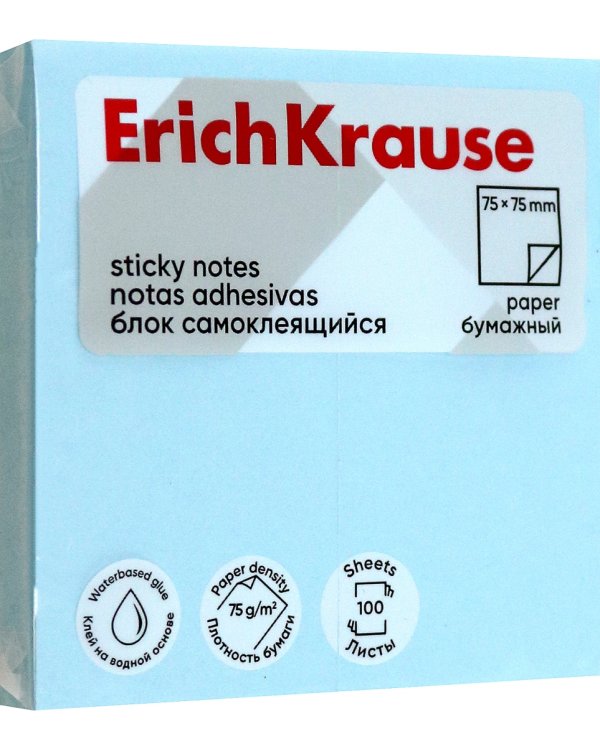 ErichKrause
75×75 mm
sticky notes
notas adhesivas
блок самоклеящийся
paper
бумажный
Waterbased glue
Клей на водной основе
Paper density
75 g/m²
Плотность бумаги
Sheets
100
Листы